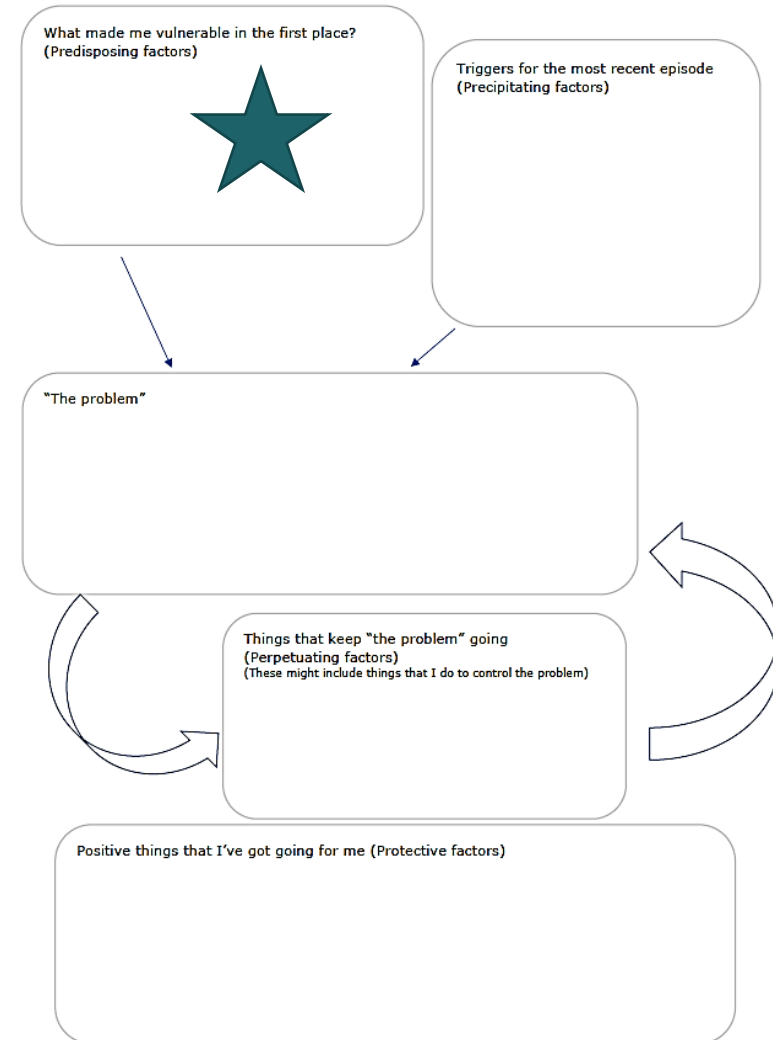 What made me vulnerable in the first place?
(Predisposing factors)
Triggers for the most recent episode
(Precipitating factors)
“The problem”
Things that keep “the problem” going
(Perpetuating factors)
(These might include things that I do to control the problem)
Positive things that I’ve got going for me (Protective factors)